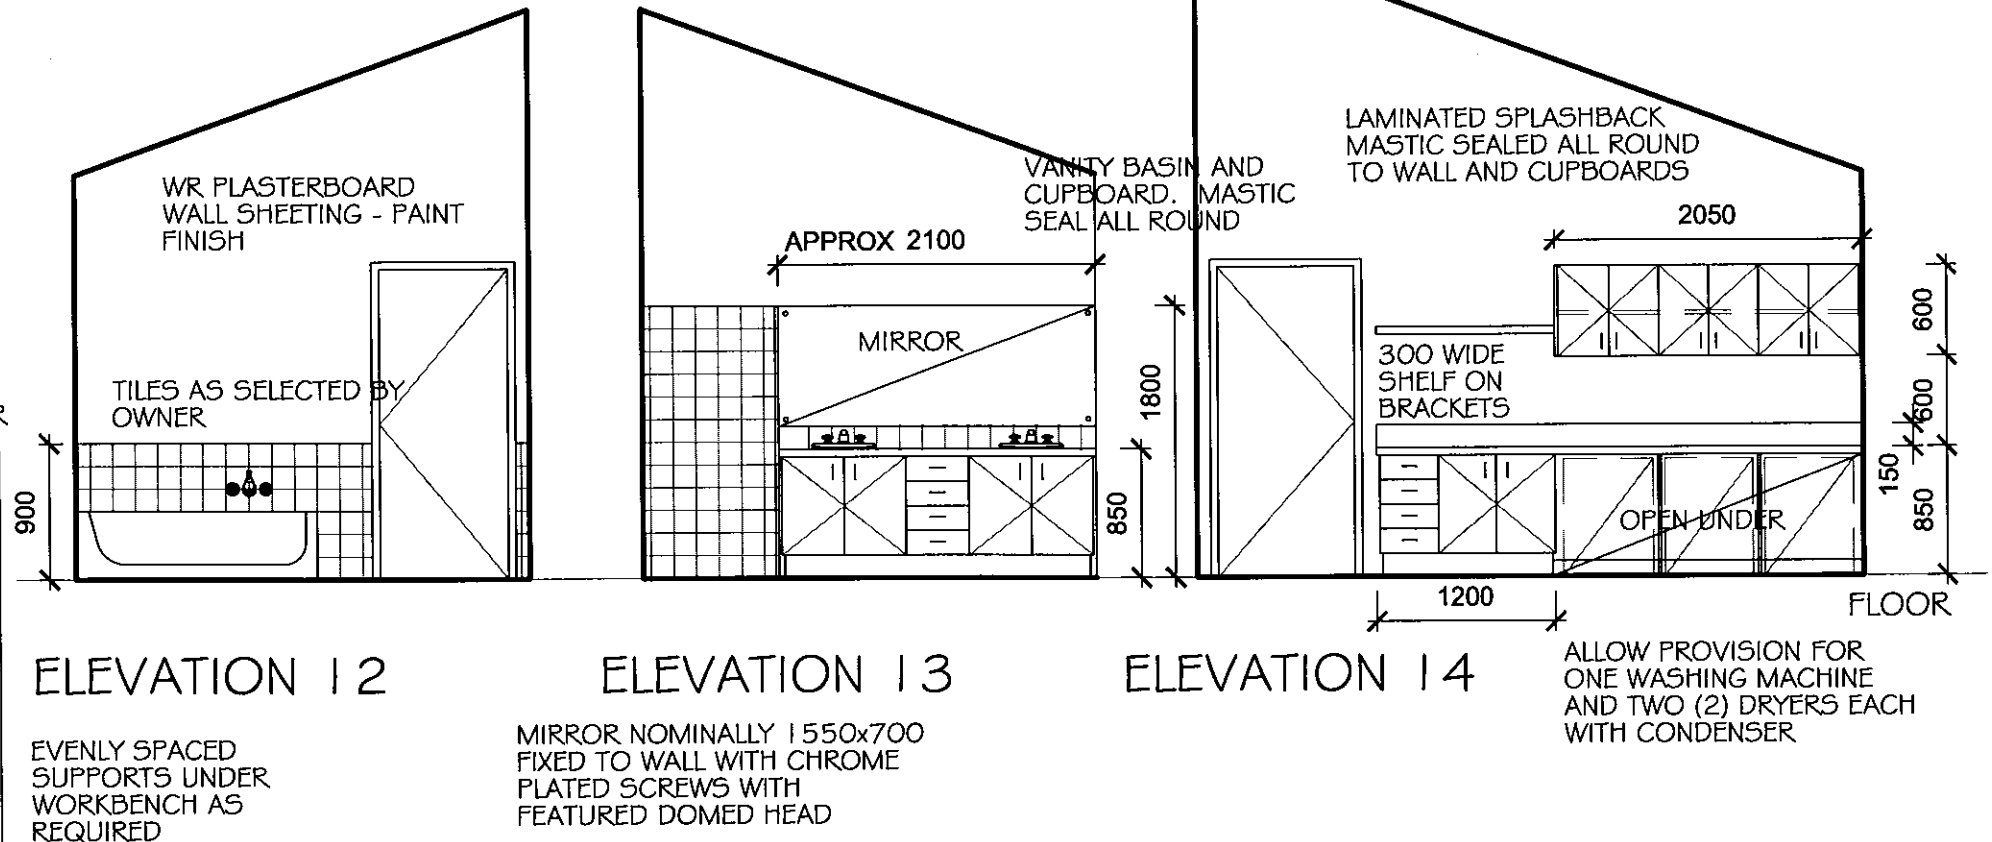 WR PLASTERBOARD
WALL SHEETING - PAINT
FINISH
TILES AS SELECTED BY
OWNER
900
ELEVATION 12
EVENLY SPACED
SUPPORTS UNDER
WORKBENCH AS
REQUIRED
VANITY BASIN AND
CUPBOARD. MASTIC
SEAL ALL ROUND
APPROX 2100
MIRROR
1800
850
ELEVATION 13
MIRROR NOMINALLY 1550x700
FIXED TO WALL WITH CHROME
PLATED SCREWS WITH
FEATURED DOMED HEAD
LAMINATED SPLASHBACK
MASTIC SEALED ALL ROUND
TO WALL AND CUPBOARDS
2050
600
300 WIDE
SHELF ON
BRACKETS
600
150
850
OPEN UNDER
1200
FLOOR
ELEVATION 14
ALLOW PROVISION FOR
ONE WASHING MACHINE
AND TWO (2) DRYERS EACH
WITH CONDENSER